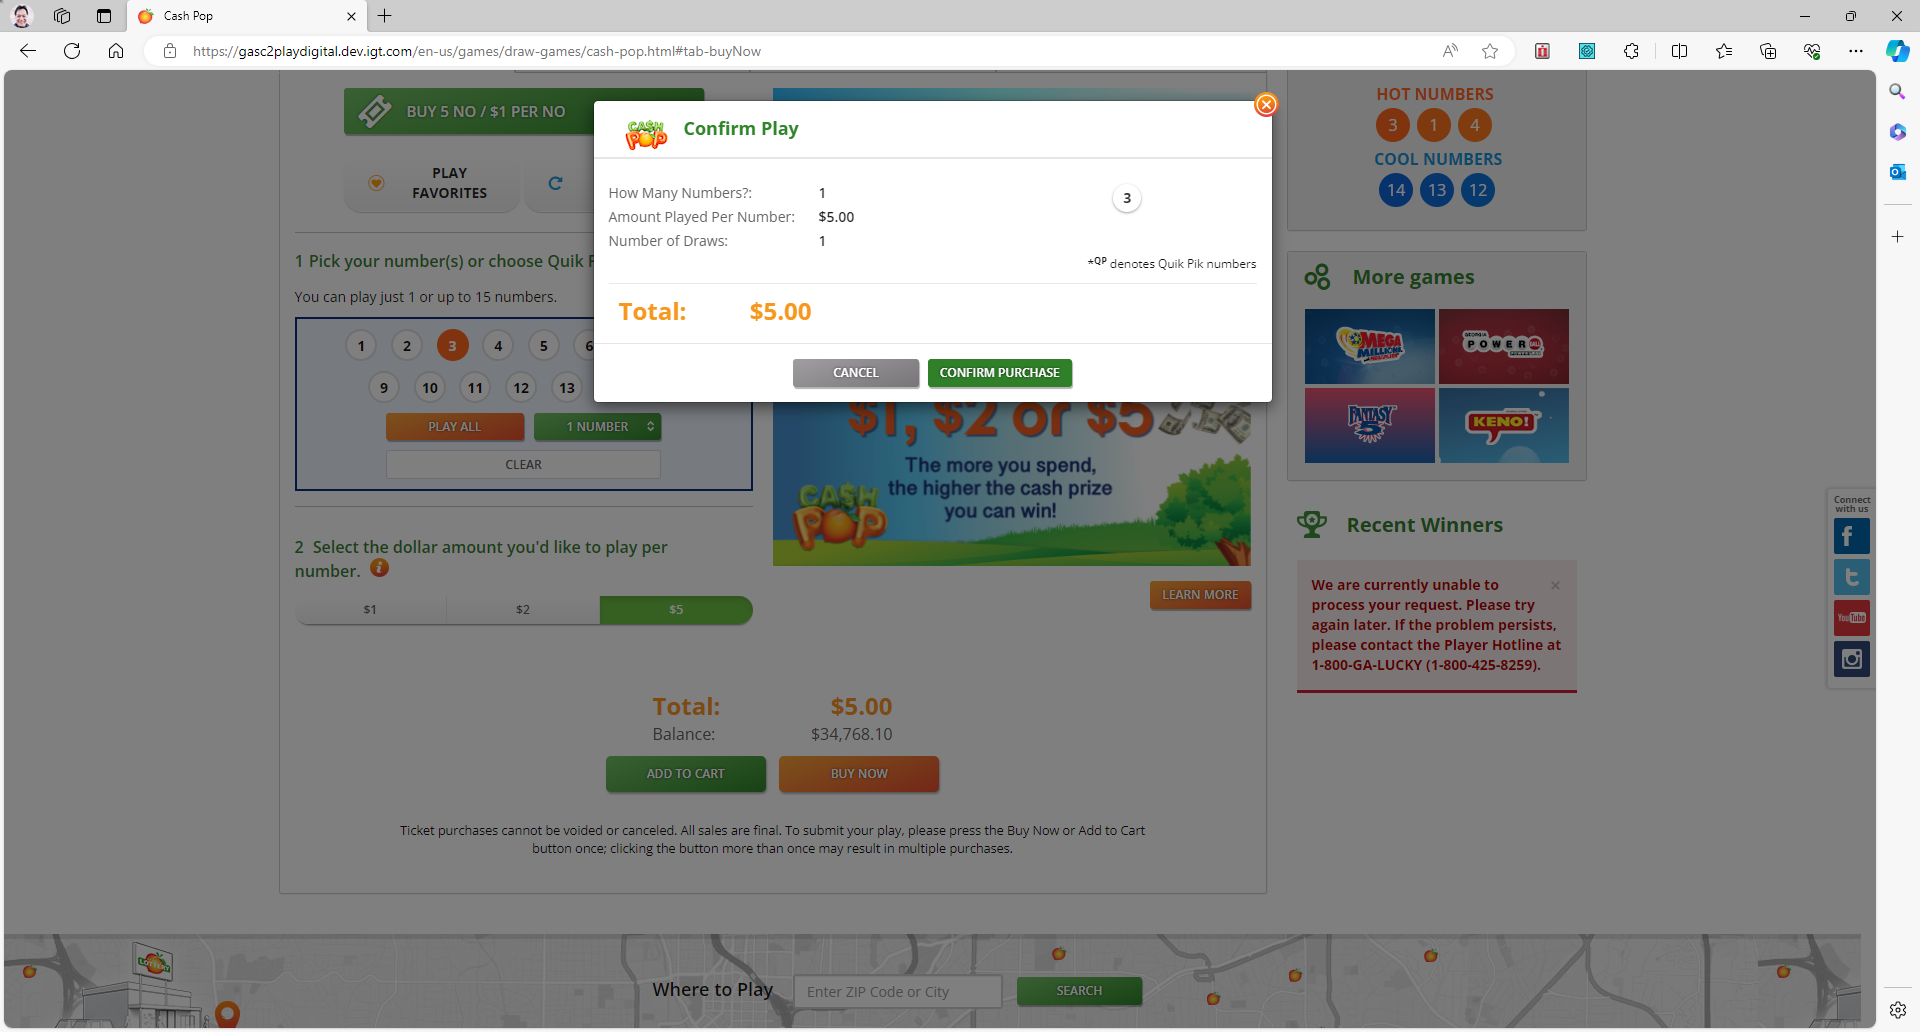 Cash Pop
https://gasc2playdigital.dev.igt.com/en-us/games/draw-games/cash-pop.html#tab-buyNow
BUY 5 NO / $1 PER NO
PLAY
FAVORITES
1 Pick your number(s) or choose Quik P
You can play just 1 or up to 15 numbers.
1 2 3 4 5 6
9 10 11 12 13
PLAY ALL
1 NUMBER
CLEAR
2 Select the dollar amount you'd like to play per
number.
$1 $2 $5
CASH POP
Confirm Play
How Many Numbers?: 1
Amount Played Per Number: $5.00
Number of Draws: 1
3
*QP denotes Quik Pik numbers
Total: $5.00
CANCEL
CONFIRM PURCHASE
$1, $2 or $5
The more you spend,
the higher the cash prize
you can win!
CASH POP
LEARN MORE
Total: $5.00
Balance: $34,768.10
ADD TO CART
BUY NOW
Ticket purchases cannot be voided or canceled. All sales are final. To submit your play, please press the Buy Now or Add to Cart
button once; clicking the button more than once may result in multiple purchases.
HOT NUMBERS
3 1 4
COOL NUMBERS
14 13 12
More games
MEGA
MILLIONS
GEORGIA
POWERBALL
FANTASY
5
KENO!
Recent Winners
We are currently unable to
process your request. Please try
again later. If the problem persists,
please contact the Player Hotline at
1-800-GA-LUCKY (1-800-425-8259).
Connect
with us
YouTube
LOTTERY
Where to Play
Enter ZIP Code or City
SEARCH